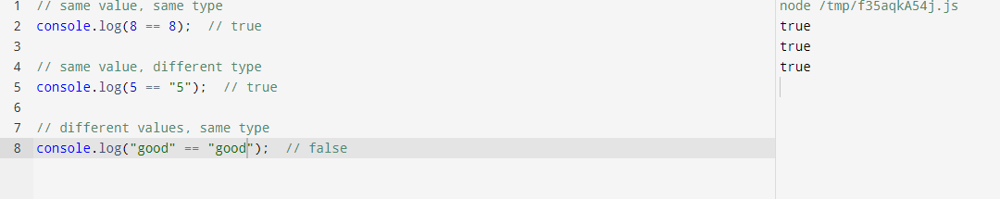 1 // same value, same type
2 console.log(8 == 8);  // true
3
4 // same value, different type
5 console.log(5 == "5");  // true
6
7 // different values, same type
8 console.log("good" == "good");  // false
node /tmp/f35aqkA54j.js
true
true
true